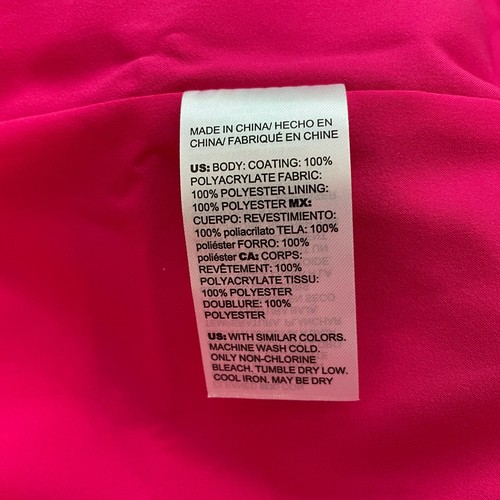 MADE IN CHINA/ HECHO EN
CHINA/ FABRIQUÉ EN CHINE
US: BODY: COATING: 100%
POLYACRYLATE FABRIC:
100% POLYESTER LINING:
100% POLYESTER MX:
CUERPO: REVESTIMIENTO:
100% poliacrilato TELA: 100%
poliéster FORRO: 100%
poliéster CA: CORPS:
REVÊTEMENT: 100%
POLYACRYLATE TISSU:
100% POLYESTER
DOUBLURE: 100%
POLYESTER
US: WITH SIMILAR COLORS.
MACHINE WASH COLD.
ONLY NON-CHLORINE
BLEACH. TUMBLE DRY LOW.
COOL IRON. MAY BE DRY